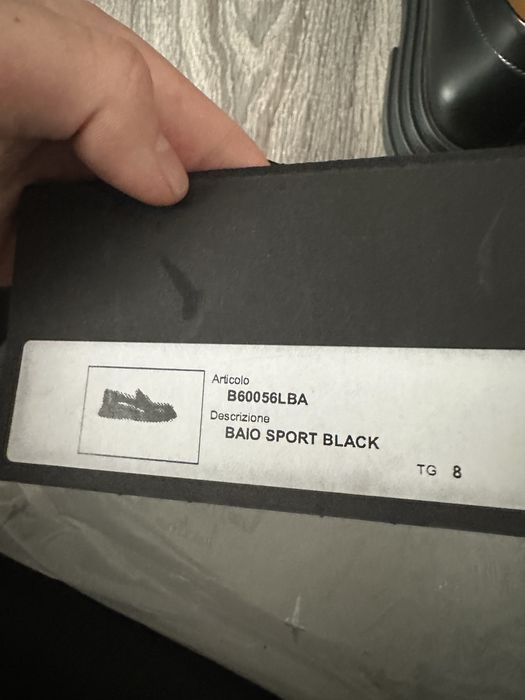 Articolo
B60056LBA
Descrizione
BAIO SPORT BLACK
TG 8